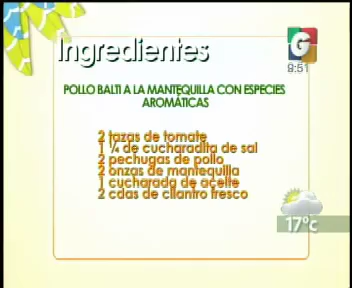 Ingredientes
G
9:51
POLLO BALTI A LA MANTEQUILLA CON ESPECIES
AROMÁTICAS
2 tazas de tomate
1 ¼ de cucharadita de sal
2 pechugas de pollo
2 onzas de mantequilla
1 cucharada de aceite
2 cdas de cilantro fresco
17°c